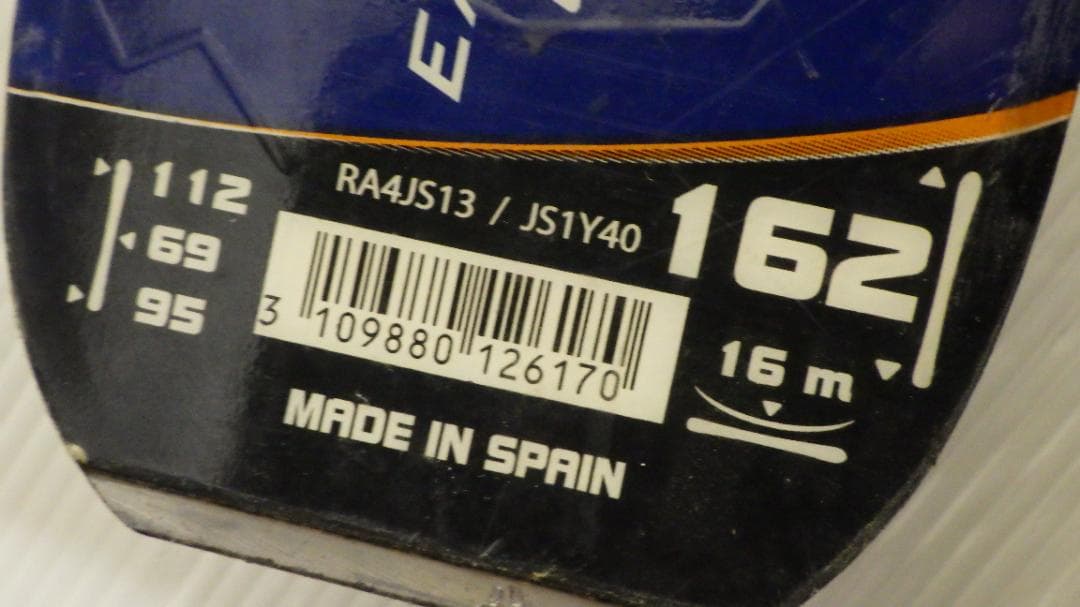 112
69
95
RA4JS13 / JS1Y40
162
16 m
3 109880 126170
MADE IN SPAIN